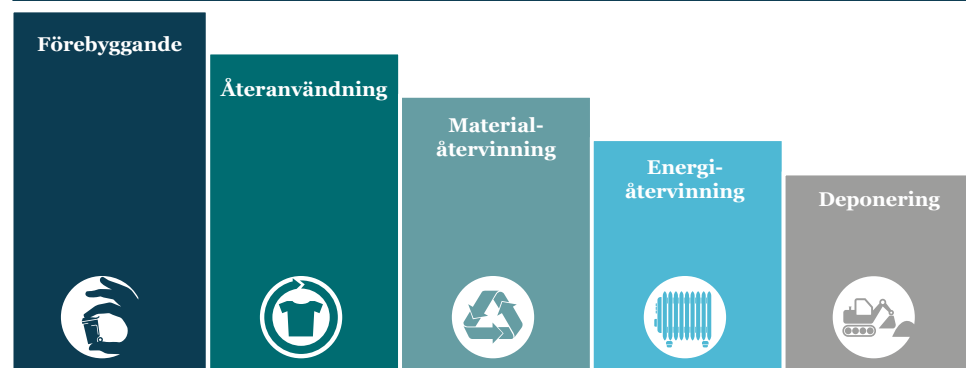 Förebyggande
Återanvändning
Material-
återvinning
Energi-
återvinning
Deponering